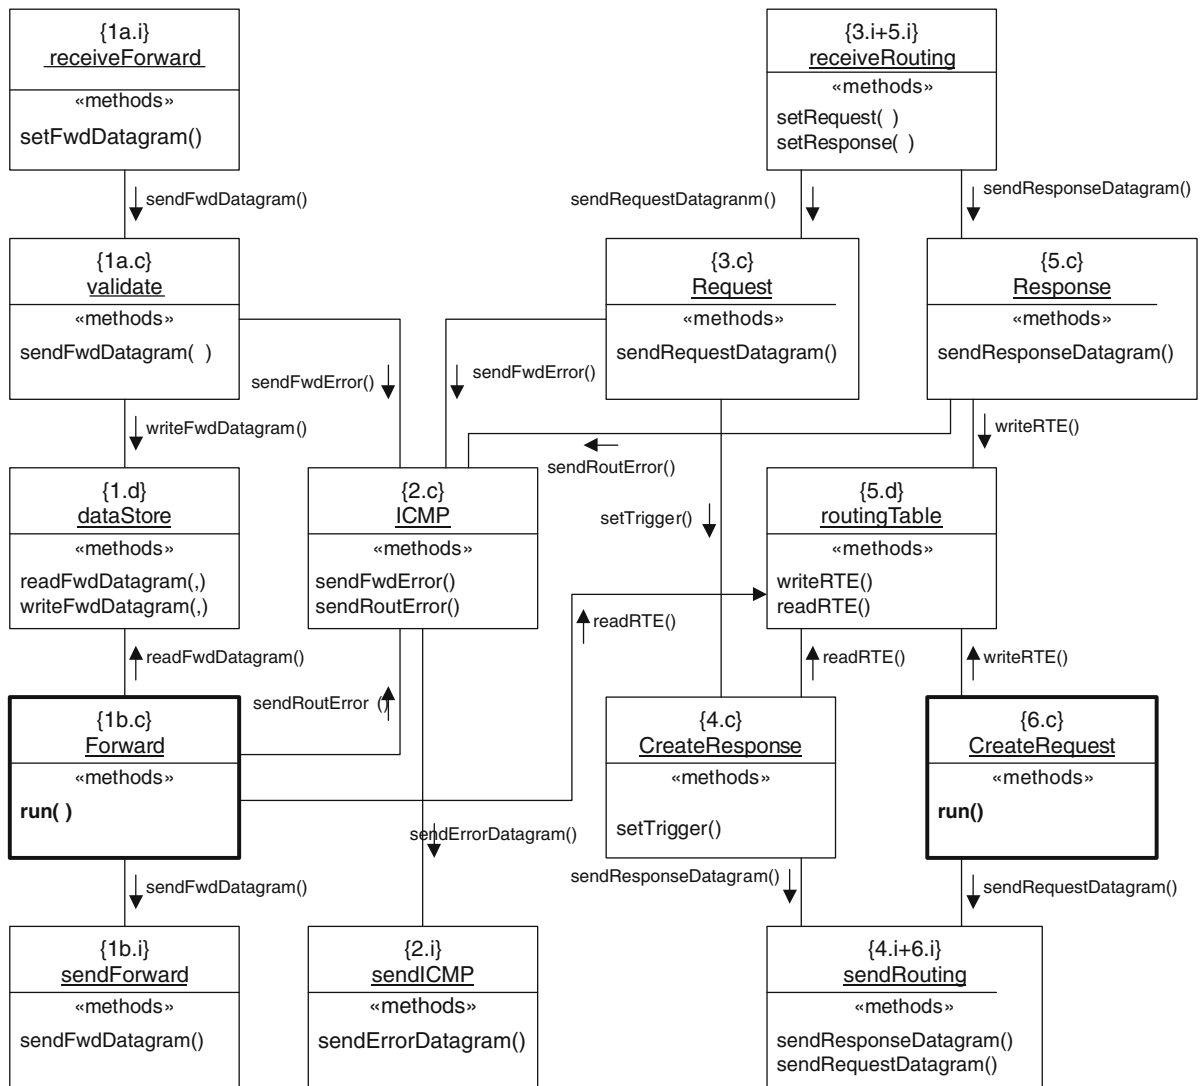 {1a.i}
receiveForward
«methods»
setFwdDatagram()
{3.i+5.i}
receiveRouting
«methods»
setRequest( )
setResponse( )
sendFwdDatagram()
sendRequestDatagranm()
sendResponseDatagram()
{1a.c}
validate
«methods»
sendFwdDatagram( )
{3.c}
Request
«methods»
sendRequestDatagram()
{5.c}
Response
«methods»
sendResponseDatagram()
sendFwdError()
sendFwdError()
writeFwdDatagram()
writeRTE()
sendRoutError()
{1.d}
dataStore
«methods»
readFwdDatagram(,)
writeFwdDatagram(,)
{2.c}
ICMP
«methods»
sendFwdError()
sendRoutError()
setTrigger()
{5.d}
routingTable
«methods»
writeRTE()
readRTE()
readRTE()
readFwdDatagram()
readRTE()
writeRTE()
sendRoutError ()
{1b.c}
Forward
«methods»
run( )
{4.c}
CreateResponse
«methods»
setTrigger()
{6.c}
CreateRequest
«methods»
run()
sendErrorDatagram()
sendFwdDatagram()
sendResponseDatagram()
sendRequestDatagram()
{1b.i}
sendForward
«methods»
sendFwdDatagram()
{2.i}
sendICMP
«methods»
sendErrorDatagram()
{4.i+6.i}
sendRouting
«methods»
sendResponseDatagram()
sendRequestDatagram()